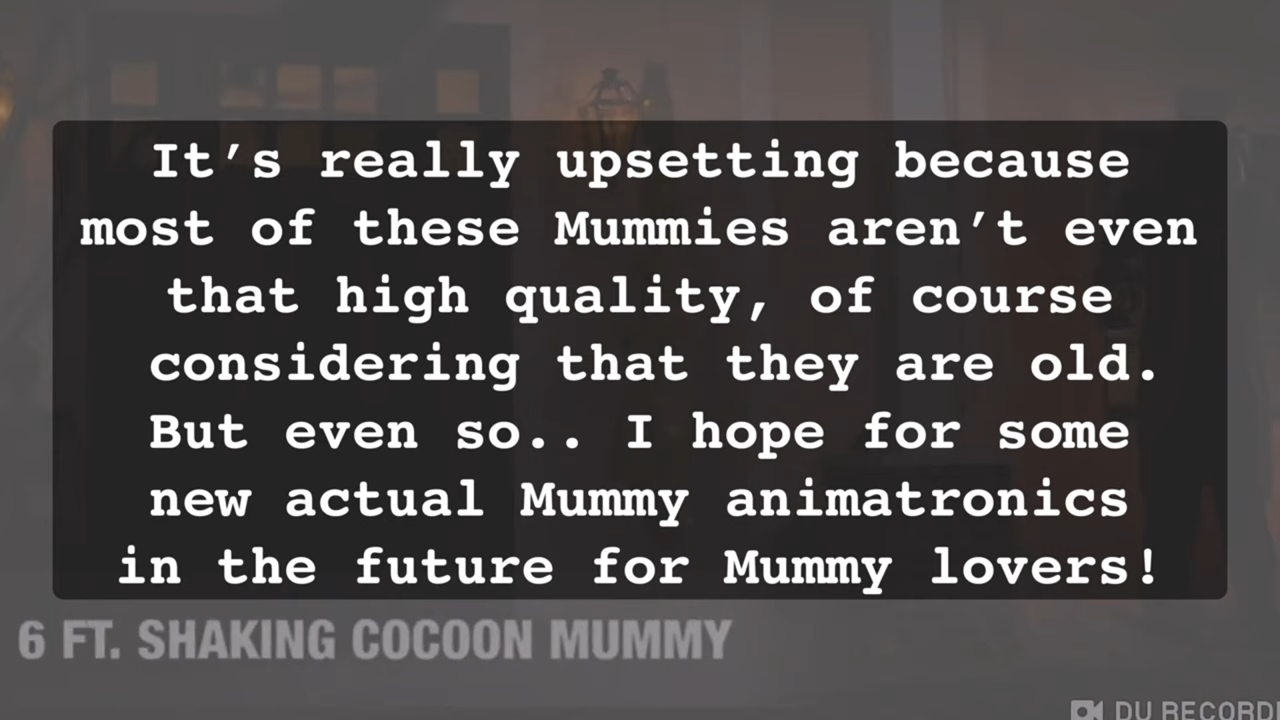 It’s really upsetting because
most of these Mummies aren’t even
that high quality, of course
considering that they are old.
But even so.. I hope for some
new actual Mummy animatronics
in the future for Mummy lovers!
6 FT. SHAKING COCOON MUMMY
DU RECORD